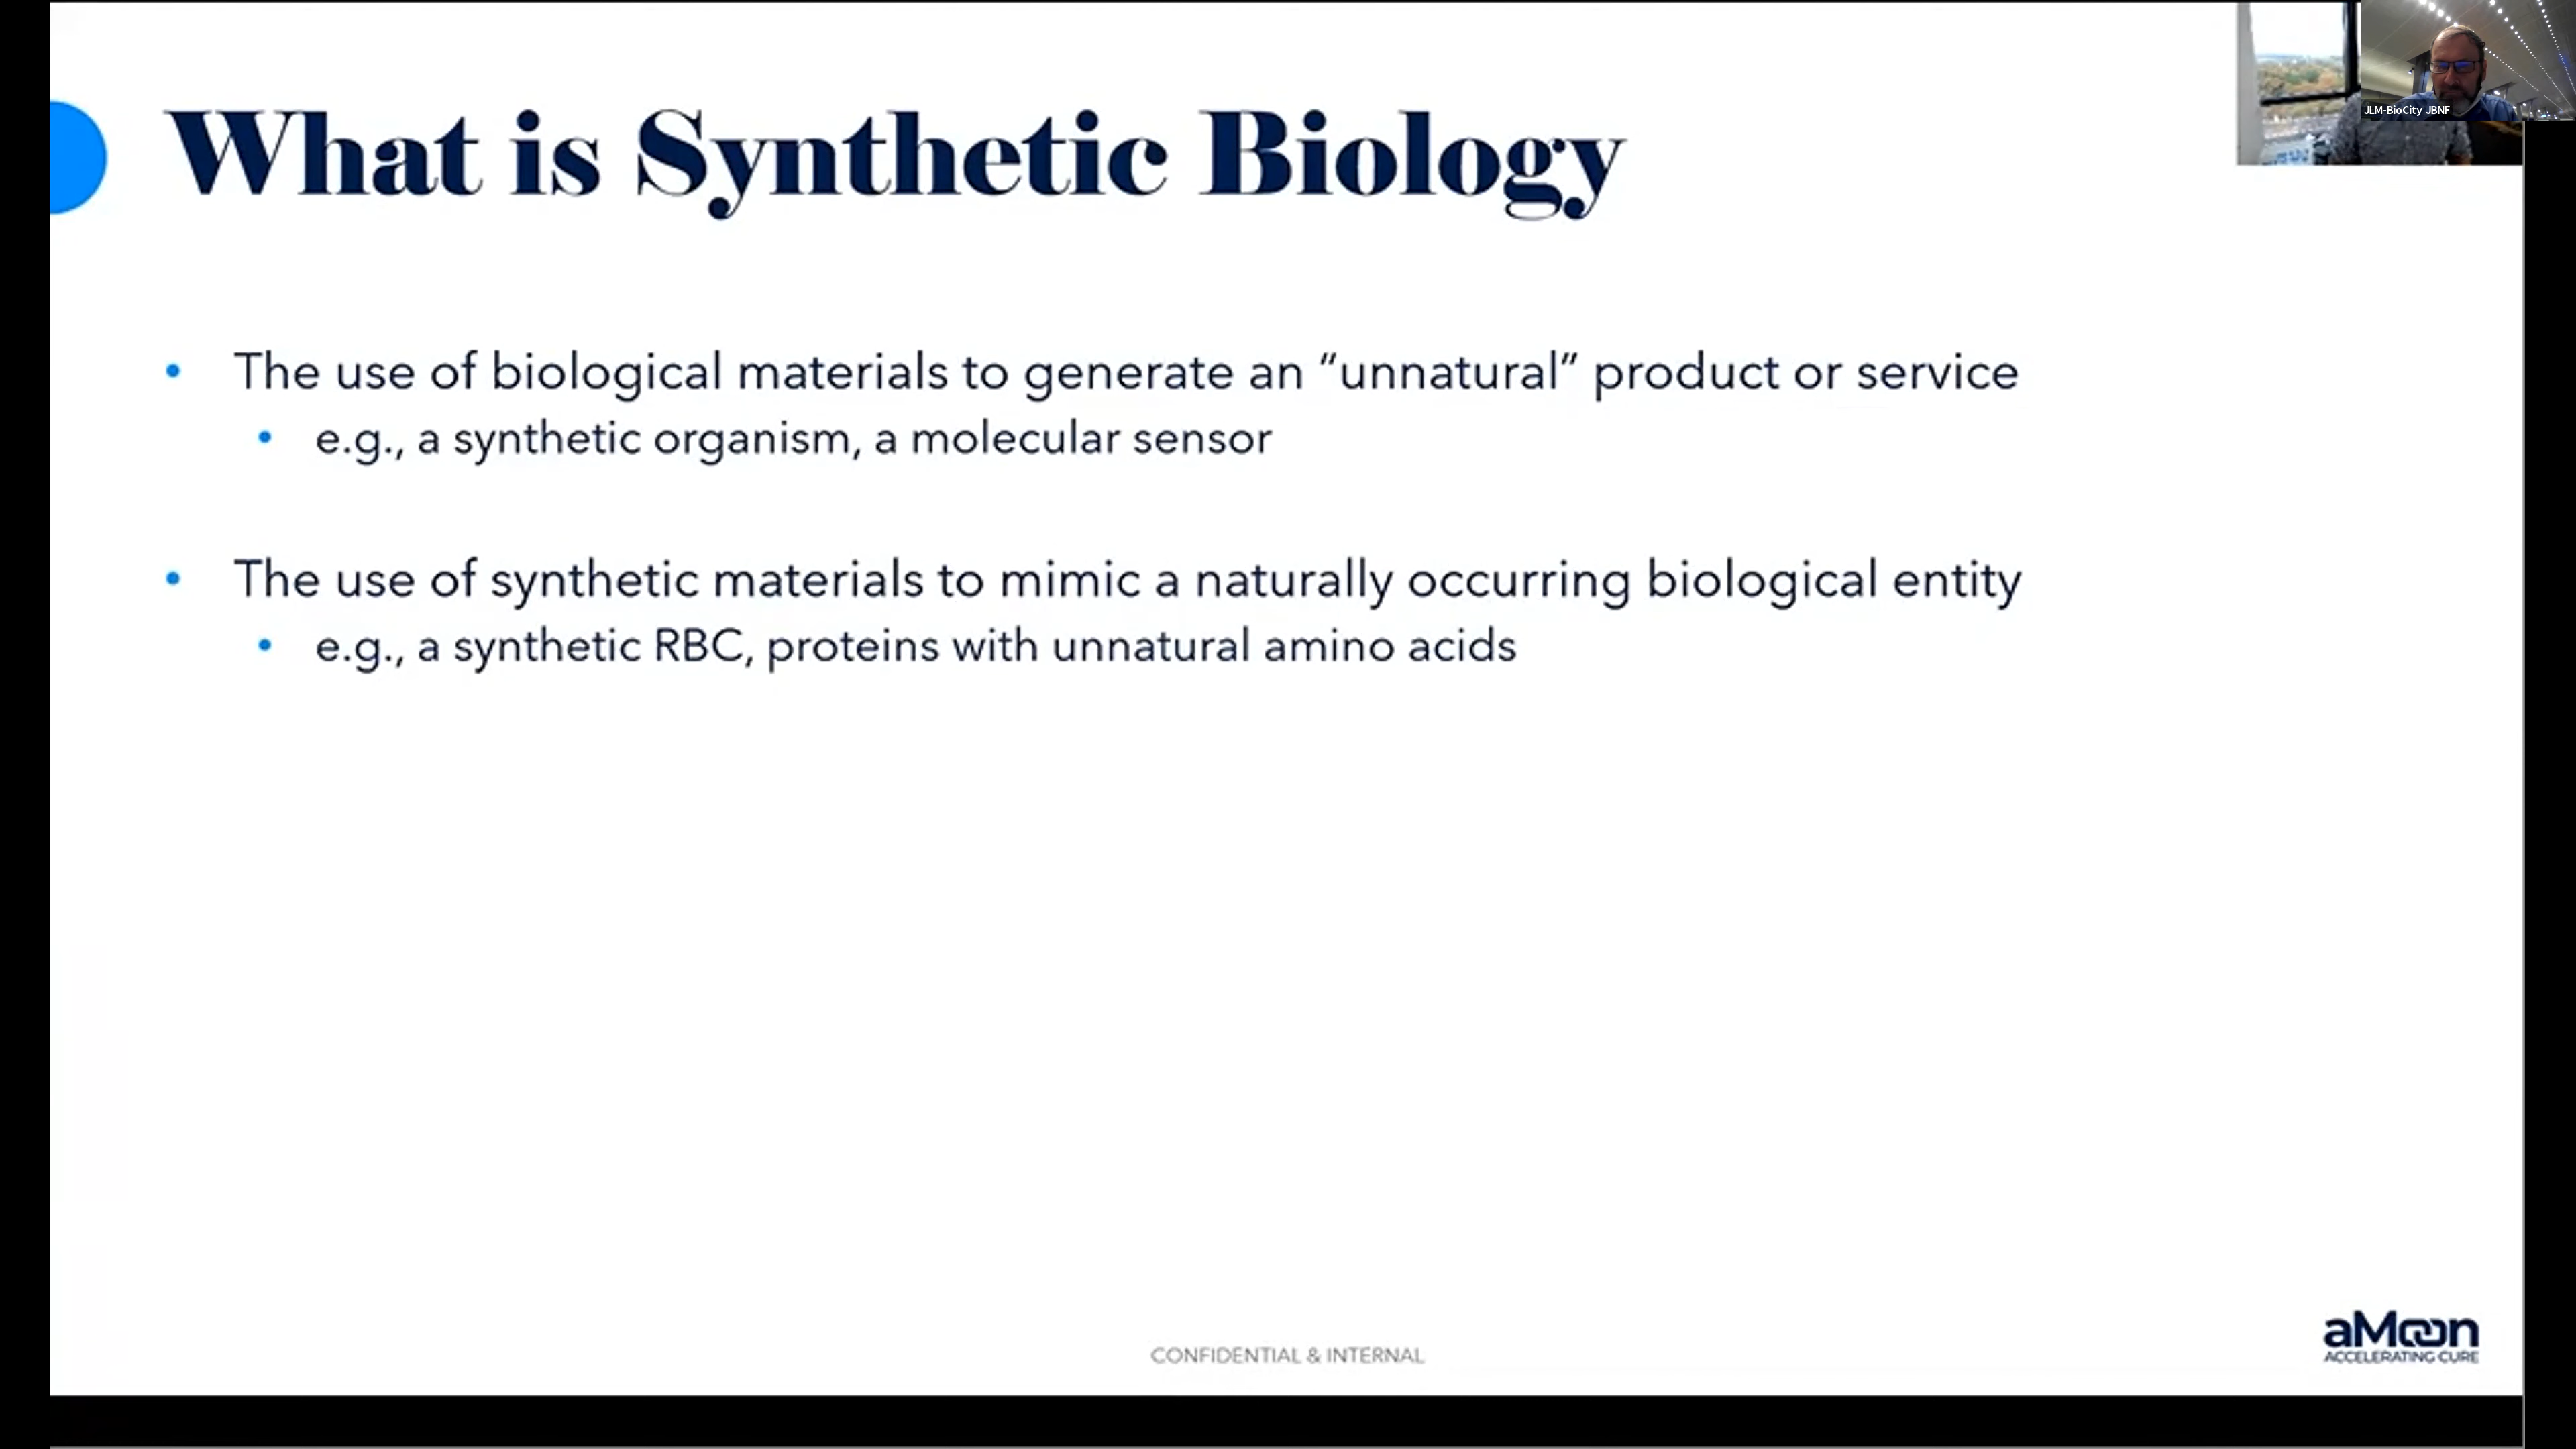 JLM-BioCity JBNF
What is Synthetic Biology
• The use of biological materials to generate an “unnatural” product or service
• e.g., a synthetic organism, a molecular sensor
• The use of synthetic materials to mimic a naturally occurring biological entity
• e.g., a synthetic RBC, proteins with unnatural amino acids
CONFIDENTIAL & INTERNAL
aMoon
ACCELERATING CURE